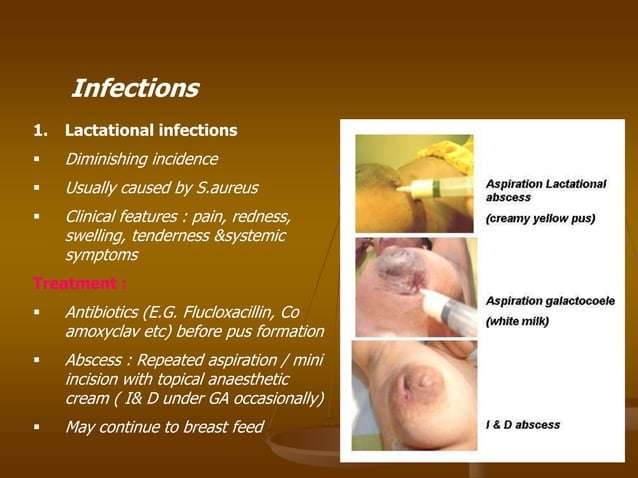 Infections
1. Lactational infections
▪ Diminishing incidence
▪ Usually caused by S.aureus
▪ Clinical features : pain, redness,
swelling, tenderness &systemic
symptoms
Treatment :
▪ Antibiotics (E.G. Flucloxacillin, Co
amoxyclav etc) before pus formation
▪ Abscess : Repeated aspiration / mini
incision with topical anaesthetic
cream ( I& D under GA occasionally)
▪ May continue to breast feed
Aspiration Lactational
abscess
(creamy yellow pus)
Aspiration galactocoele
(white milk)
I & D abscess